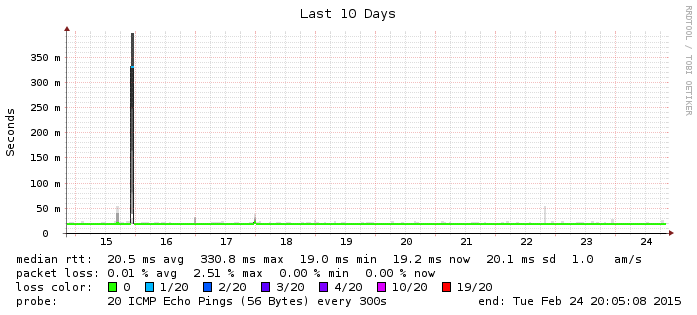 Last 10 Days
RRDTOOL / TOBI OETIKER
Seconds
350 m
300 m
250 m
200 m
150 m
100 m
50 m
0
15 16 17 18 19 20 21 22 23 24
median rtt: 20.5 ms avg 330.8 ms max 19.0 ms min 19.2 ms now 20.1 ms sd 1.0 am/s
packet loss: 0.01 % avg 2.51 % max 0.00 % min 0.00 % now
loss color: 0 1/20 2/20 3/20 4/20 10/20 19/20
probe: 20 ICMP Echo Pings (56 Bytes) every 300s end: Tue Feb 24 20:05:08 2015